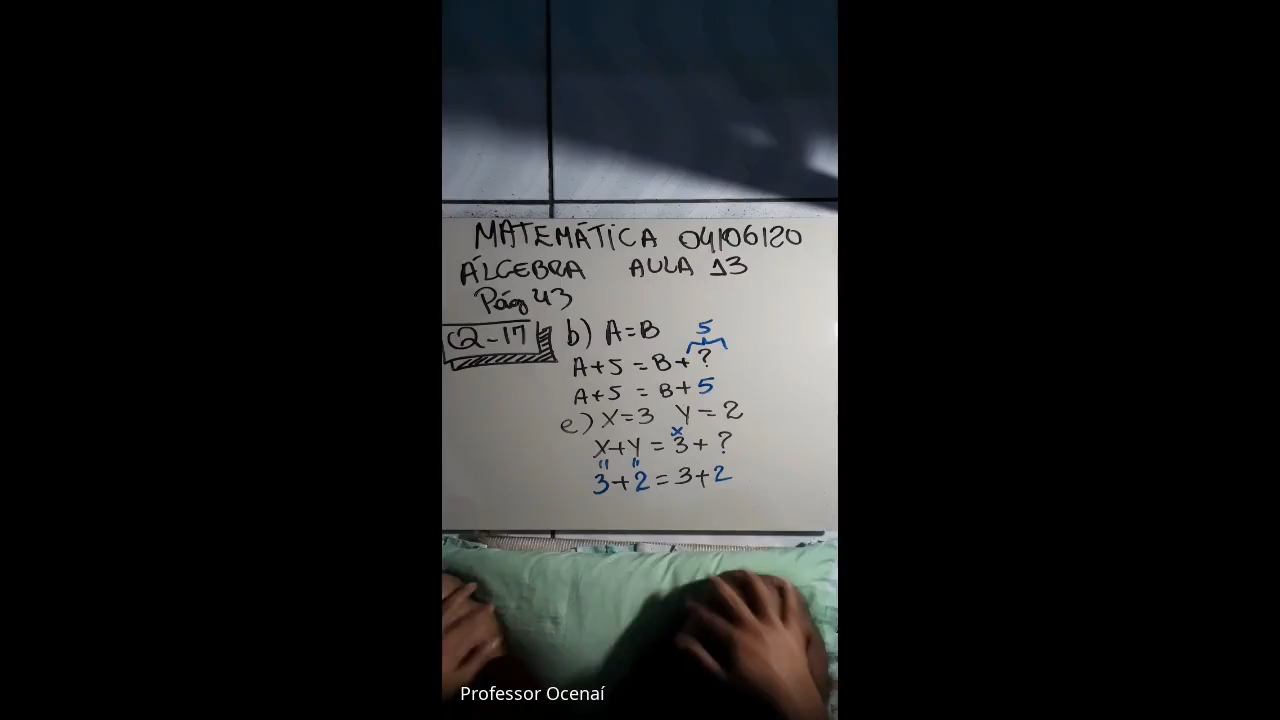 MATEMÁTICA 04/06/20
ÁLGEBRA AULA 13
Pág 43
Q-17 b) A=B 5
A+5 = B+?
A+5 = B+5
e) X=3 Y=2
x
X+Y = 3+ ?
" "
3+2 = 3+2
Professor Ocenaí